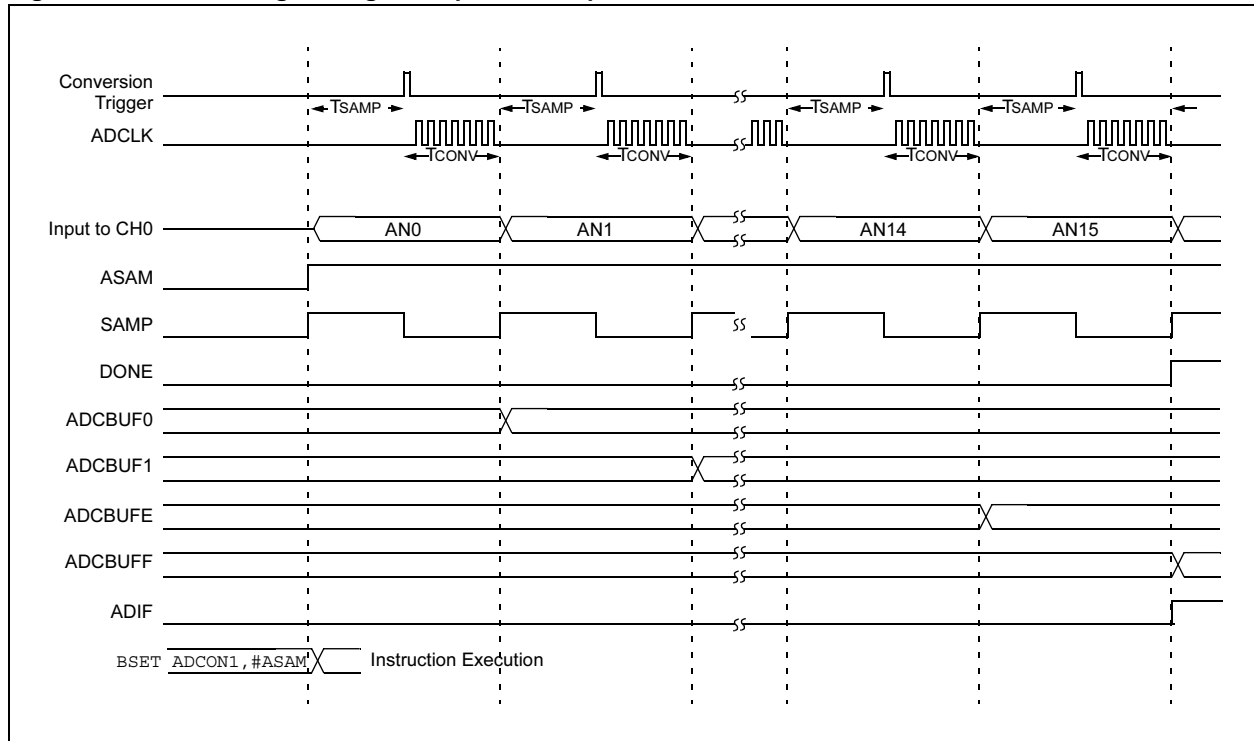 Conversion
Trigger
TSAMP TSAMP TSAMP TSAMP
ADCLK
TCONV TCONV TCONV TCONV
Input to CH0 AN0 AN1 AN14 AN15
ASAM
SAMP
DONE
ADCBUF0
ADCBUF1
ADCBUFE
ADCBUFF
ADIF
BSET ADCON1,#ASAM Instruction Execution